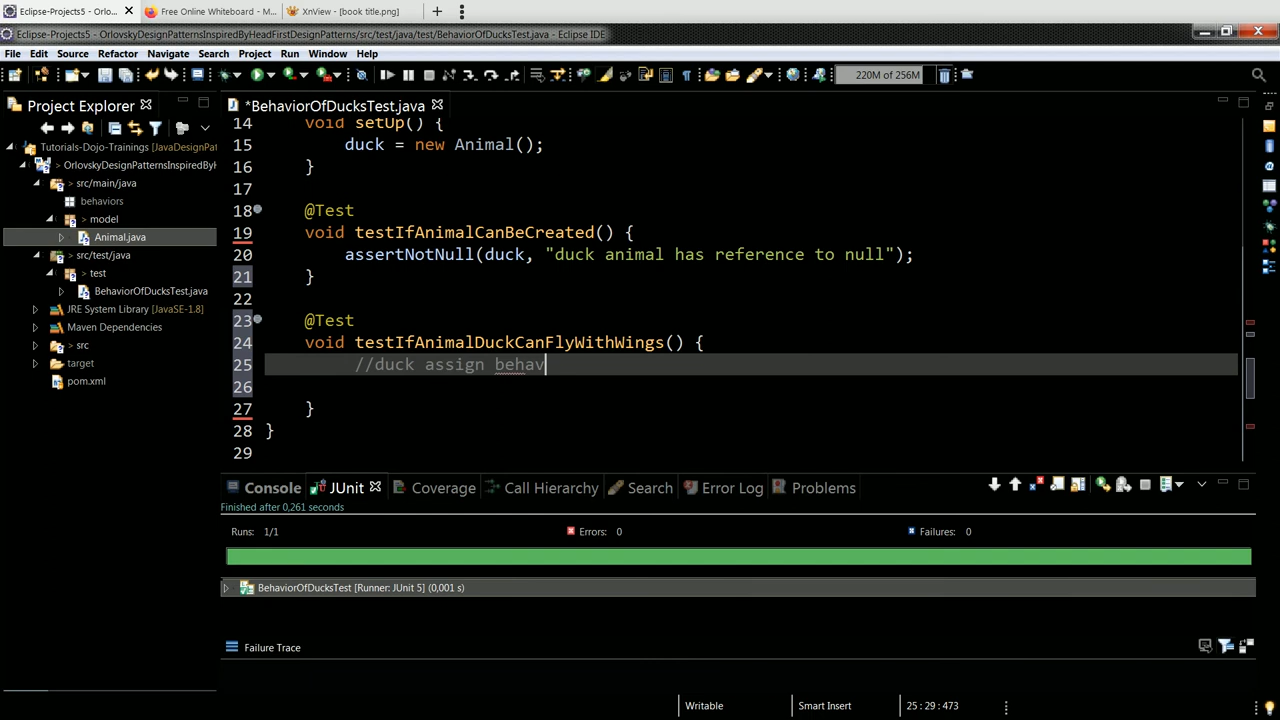 Eclipse-Projects5 - Orlo...
Free Online Whiteboard - M...
XnView - [book title.png]
Eclipse-Projects5 - OrlovskyDesignPatternsInspiredByHeadFirstDesignPatterns/src/test/java/test/BehaviorOfDucksTest.java - Eclipse IDE
File Edit Source Refactor Navigate Search Project Run Window Help
220M of 256M
Project Explorer
*BehaviorOfDucksTest.java
Tutorials-Dojo-Trainings [JavaDesignPat
OrlovskyDesignPatternsInspiredByH
> src/main/java
behaviors
> model
Animal.java
> src/test/java
> test
BehaviorOfDucksTest.java
JRE System Library [JavaSE-1.8]
Maven Dependencies
> src
target
pom.xml
14 void setUp() {
15 duck = new Animal();
16 }
17
18 @Test
19 void testIfAnimalCanBeCreated() {
20 assertNotNull(duck, "duck animal has reference to null");
21 }
22
23 @Test
24 void testIfAnimalDuckCanFlyWithWings() {
25 //duck assign behav
26
27 }
28 }
29
Console JUnit Coverage Call Hierarchy Search Error Log Problems
Finished after 0,261 seconds
Runs: 1/1 Errors: 0 Failures: 0
BehaviorOfDucksTest [Runner: JUnit 5] (0,001 s)
Failure Trace
Writable Smart Insert 25 : 29 : 473